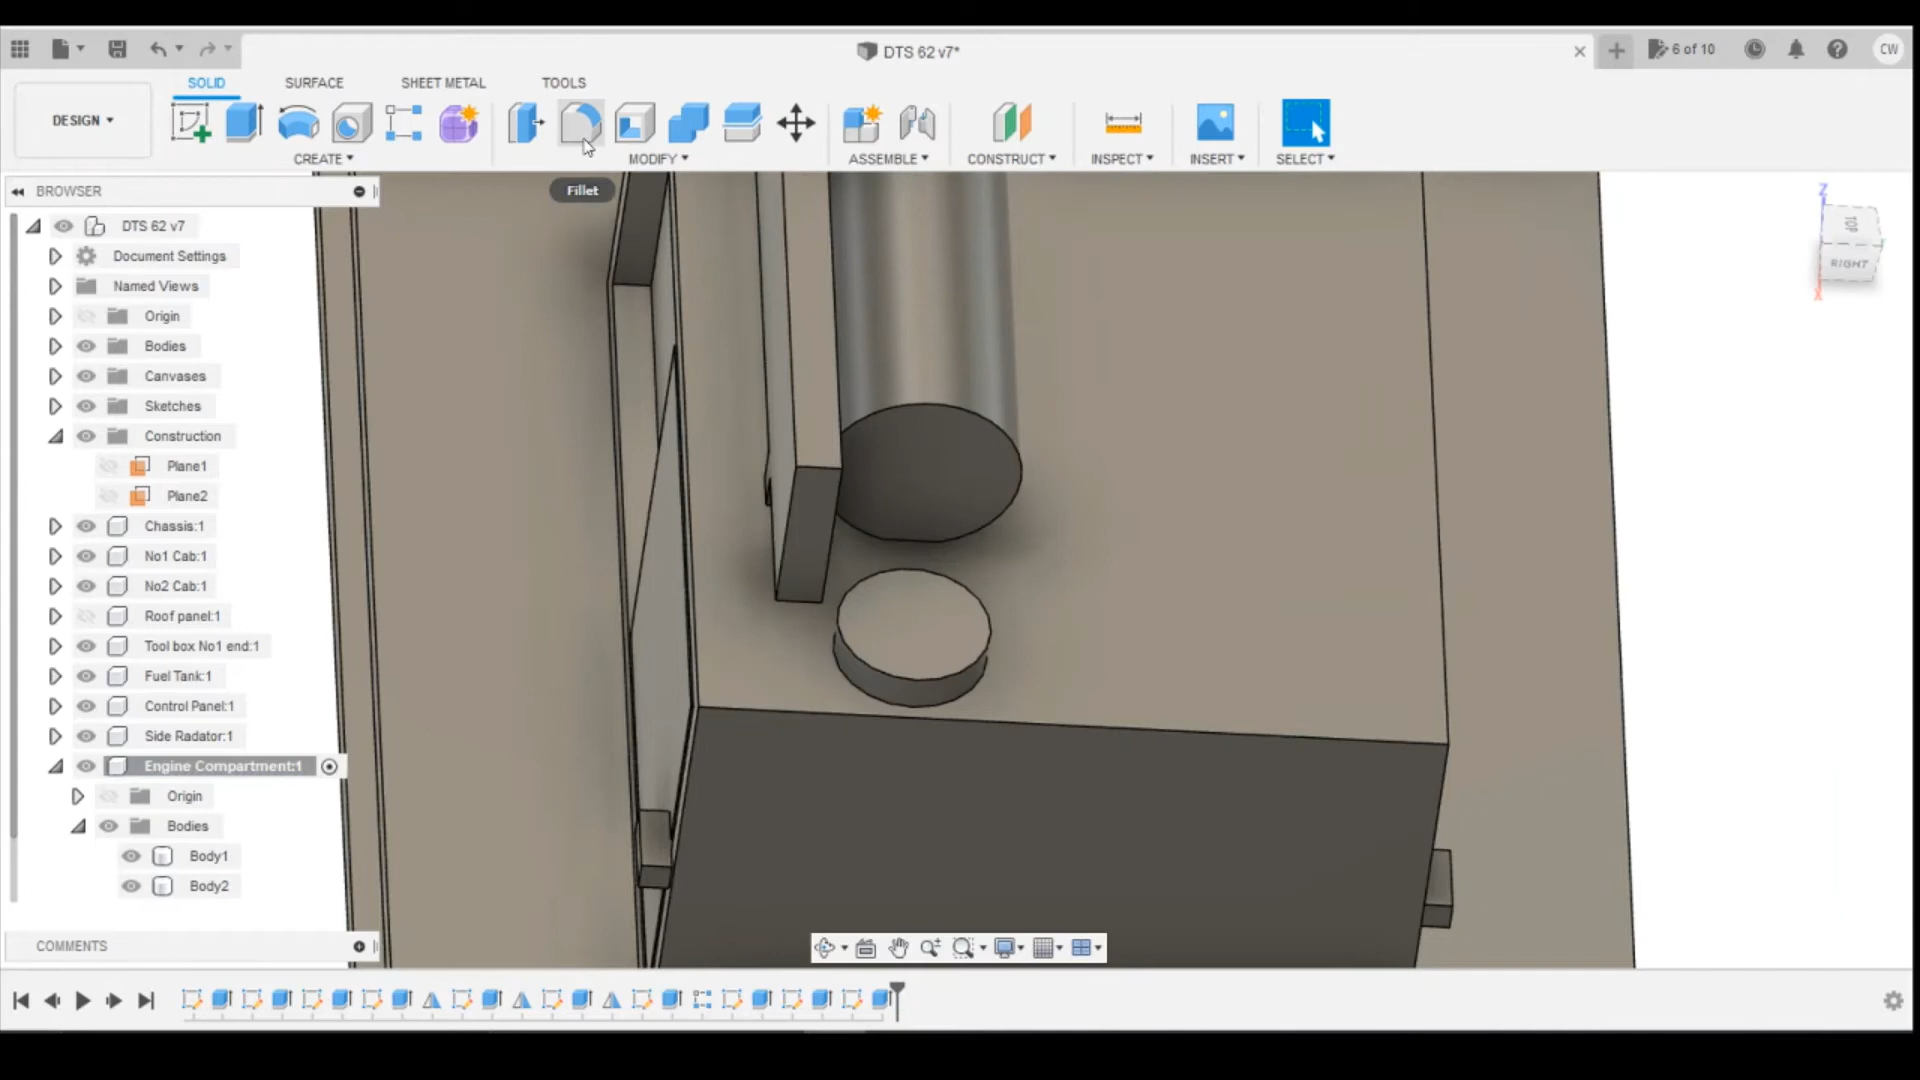 DTS 62 v7*
6 of 10
CW
DESIGN
SOLID
SURFACE
SHEET METAL
TOOLS
CREATE
MODIFY
ASSEMBLE
CONSTRUCT
INSPECT
INSERT
SELECT
Fillet
BROWSER
DTS 62 v7
Document Settings
Named Views
Origin
Bodies
Canvases
Sketches
Construction
Plane1
Plane2
Chassis:1
No1 Cab:1
No2 Cab:1
Roof panel:1
Tool box No1 end:1
Fuel Tank:1
Control Panel:1
Side Radator:1
Engine Compartment:1
Origin
Bodies
Body1
Body2
COMMENTS
Z
TOP
RIGHT
X